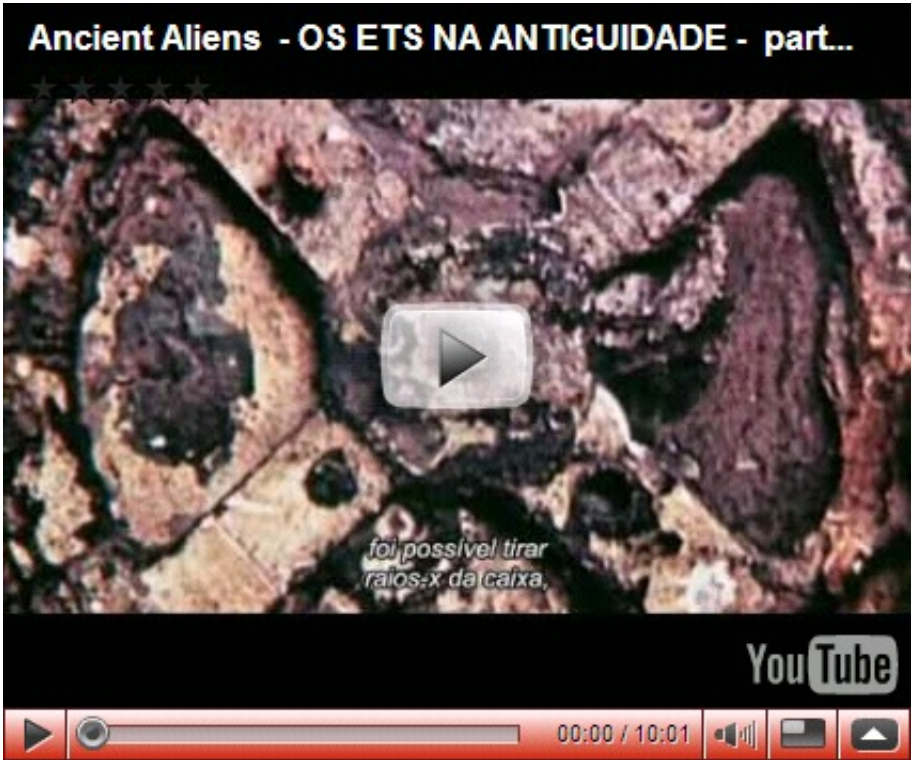 Ancient Aliens - OS ETS NA ANTIGUIDADE - part...
foi possível tirar
raios-x da caixa,
YouTube
00:00 / 10:01